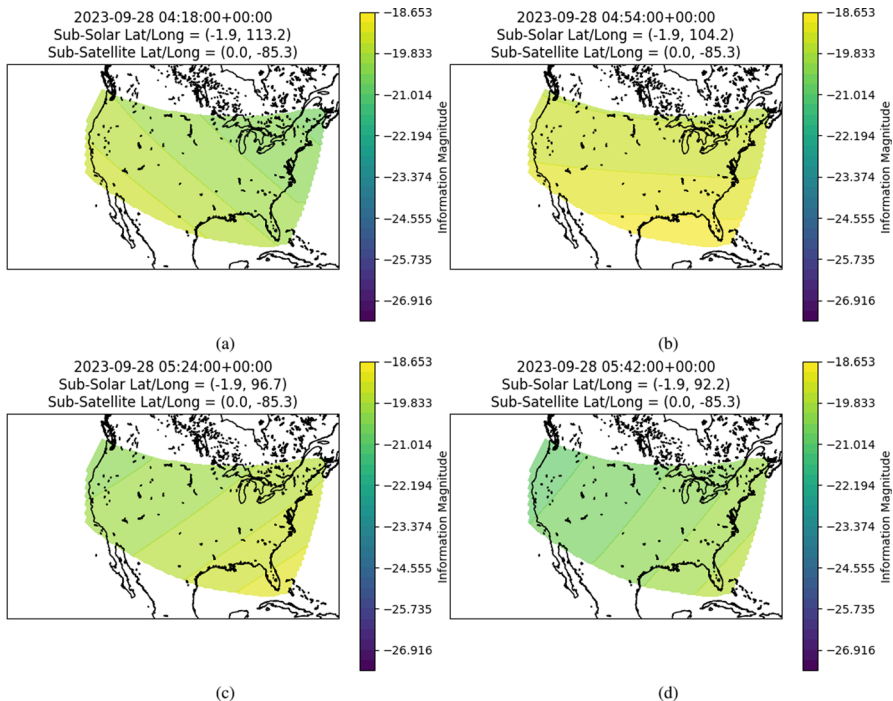 2023-09-28 04:18:00+00:00
Sub-Solar Lat/Long = (-1.9, 113.2)
Sub-Satellite Lat/Long = (0.0, -85.3)
−18.653
−19.833
−21.014
−22.194
−23.374
−24.555
−25.735
−26.916
Information Magnitude
(a)
2023-09-28 04:54:00+00:00
Sub-Solar Lat/Long = (-1.9, 104.2)
Sub-Satellite Lat/Long = (0.0, -85.3)
−18.653
−19.833
−21.014
−22.194
−23.374
−24.555
−25.735
−26.916
Information Magnitude
(b)
2023-09-28 05:24:00+00:00
Sub-Solar Lat/Long = (-1.9, 96.7)
Sub-Satellite Lat/Long = (0.0, -85.3)
−18.653
−19.833
−21.014
−22.194
−23.374
−24.555
−25.735
−26.916
Information Magnitude
(c)
2023-09-28 05:42:00+00:00
Sub-Solar Lat/Long = (-1.9, 92.2)
Sub-Satellite Lat/Long = (0.0, -85.3)
−18.653
−19.833
−21.014
−22.194
−23.374
−24.555
−25.735
−26.916
Information Magnitude
(d)